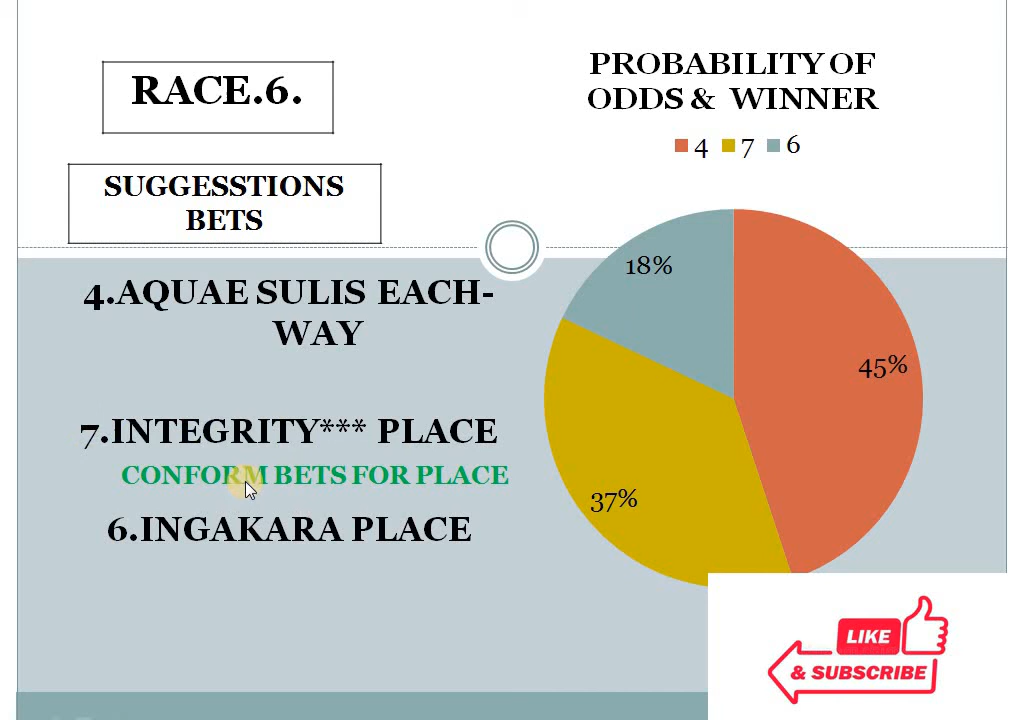 RACE.6.
SUGGESSTIONS
BETS
4.AQUAE SULIS EACH-
WAY
7.INTEGRITY*** PLACE
CONFORM BETS FOR PLACE
6.INGAKARA PLACE
PROBABILITY OF
ODDS & WINNER
4 7 6
18%
45%
37%
LIKE
& SUBSCRIBE